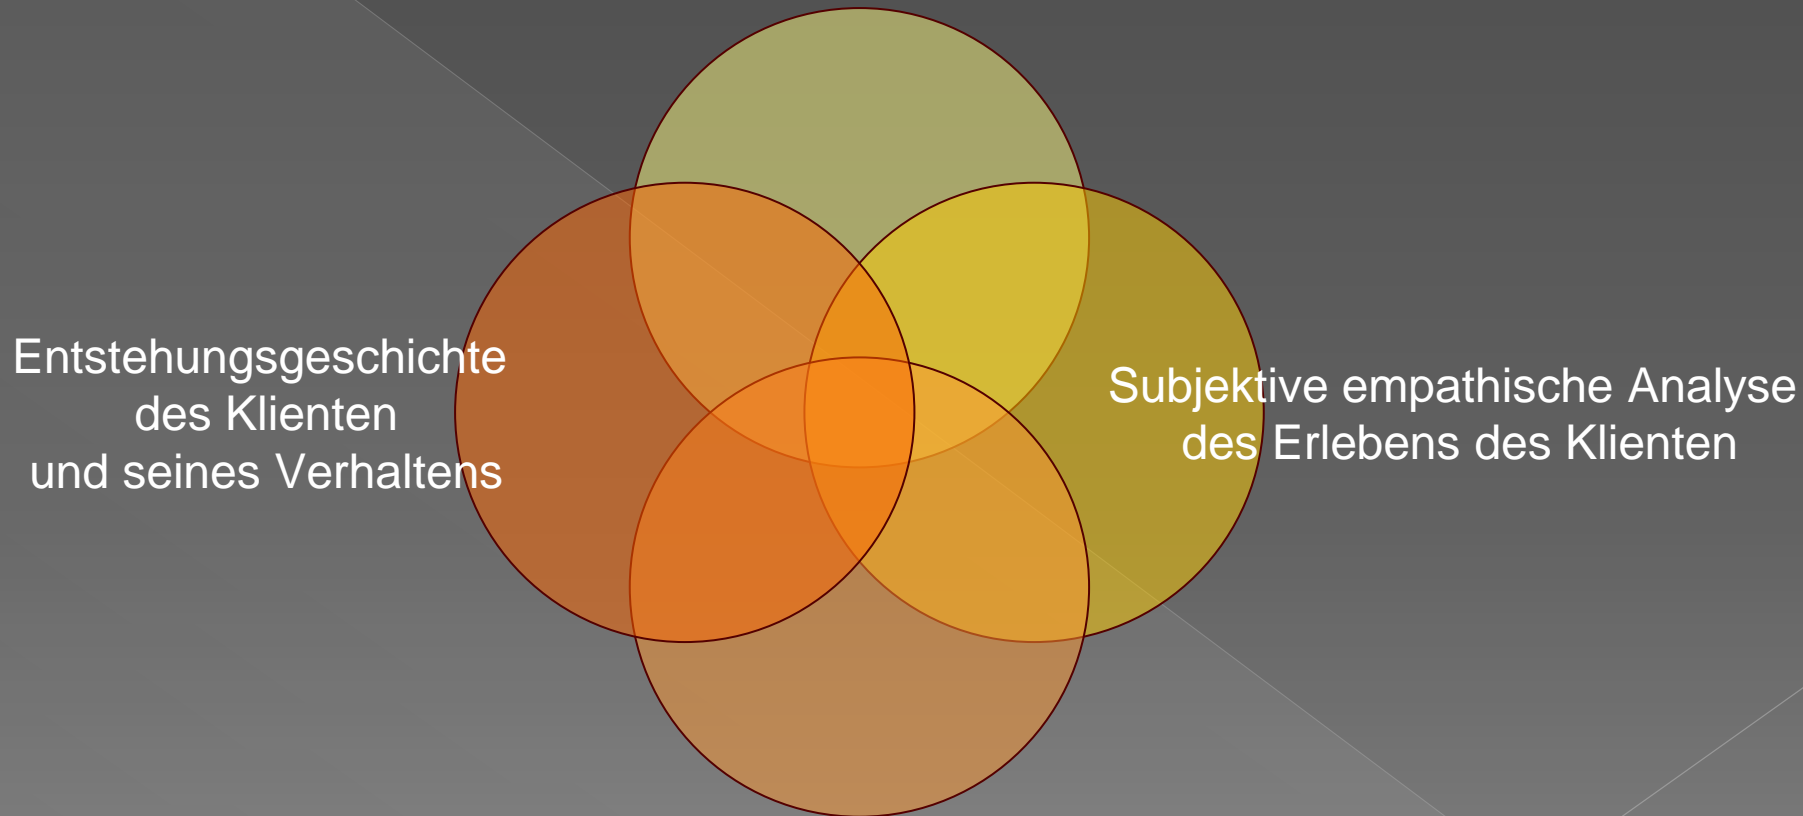 Entstehungsgeschichte
des Klienten
und seines Verhaltens
Subjektive empathische Analyse
des Erlebens des Klienten